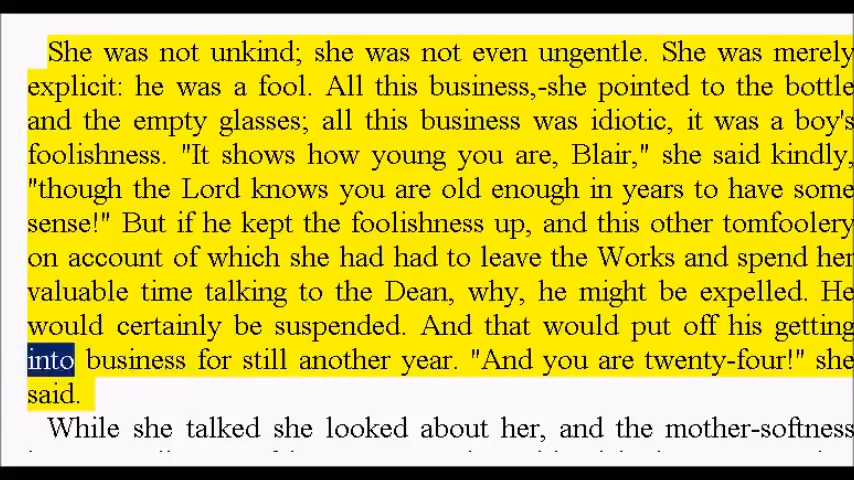 She was not unkind; she was not even ungentle. She was merely
explicit: he was a fool. All this business,-she pointed to the bottle
and the empty glasses; all this business was idiotic, it was a boy's
foolishness. "It shows how young you are, Blair," she said kindly,
"though the Lord knows you are old enough in years to have some
sense!" But if he kept the foolishness up, and this other tomfoolery
on account of which she had had to leave the Works and spend her
valuable time talking to the Dean, why, he might be expelled. He
would certainly be suspended. And that would put off his getting
into business for still another year. "And you are twenty-four!" she
said.
While she talked she looked about her, and the mother-softness